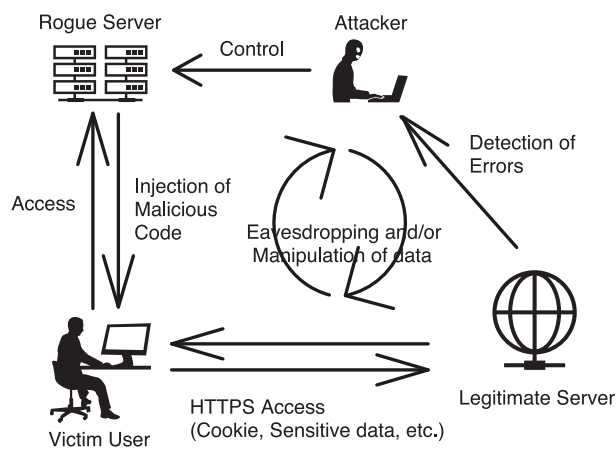 Rogue Server
Attacker
Control
Detection of
Errors
Access
Injection of
Malicious
Code
Eavesdropping and/or
Manipulation of data
HTTPS Access
(Cookie, Sensitive data, etc.)
Victim User
Legitimate Server